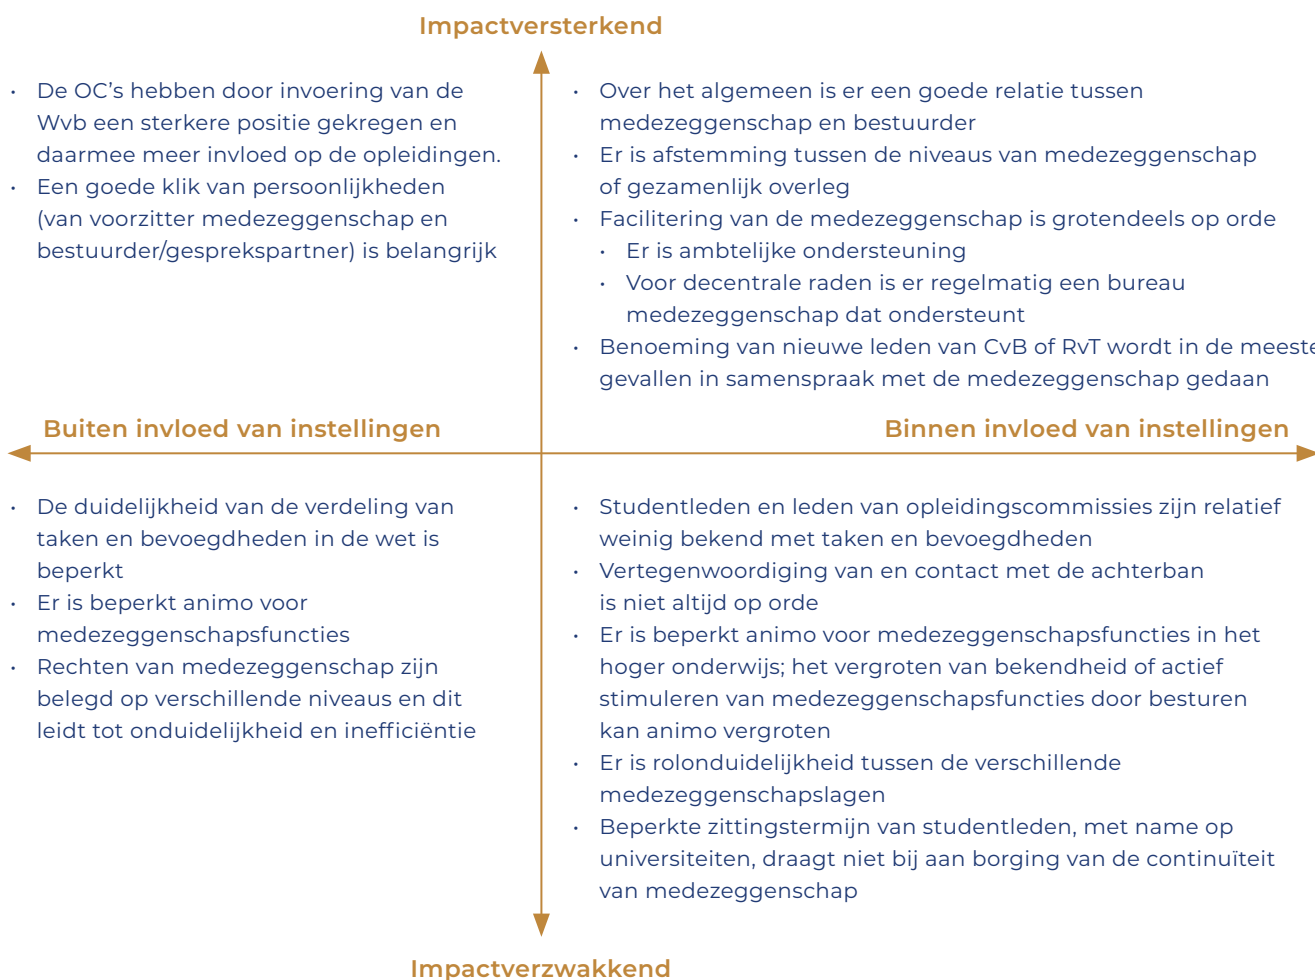 Impactversterkend
• De OC’s hebben door invoering van de
Wvb een sterkere positie gekregen en
daarmee meer invloed op de opleidingen.
• Een goede klik van persoonlijkheden
(van voorzitter medezeggenschap en
bestuurder/gesprekspartner) is belangrijk
• Over het algemeen is er een goede relatie tussen
medezeggenschap en bestuurder
• Er is afstemming tussen de niveaus van medezeggenschap
of gezamenlijk overleg
• Facilitering van de medezeggenschap is grotendeels op orde
• Er is ambtelijke ondersteuning
• Voor decentrale raden is er regelmatig een bureau
medezeggenschap dat ondersteunt
• Benoeming van nieuwe leden van CvB of RvT wordt in de meeste
gevallen in samenspraak met de medezeggenschap gedaan
Buiten invloed van instellingen
Binnen invloed van instellingen
• De duidelijkheid van de verdeling van
taken en bevoegdheden in de wet is
beperkt
• Er is beperkt animo voor
medezeggenschapsfuncties
• Rechten van medezeggenschap zijn
belegd op verschillende niveaus en dit
leidt tot onduidelijkheid en inefficiëntie
• Studentleden en leden van opleidingscommissies zijn relatief
weinig bekend met taken en bevoegdheden
• Vertegenwoordiging van en contact met de achterban
is niet altijd op orde
• Er is beperkt animo voor medezeggenschapsfuncties in het
hoger onderwijs; het vergroten van bekendheid of actief
stimuleren van medezeggenschapsfuncties door besturen
kan animo vergroten
• Er is rolonduidelijkheid tussen de verschillende
medezeggenschapslagen
• Beperkte zittingstermijn van studentleden, met name op
universiteiten, draagt niet bij aan borging van de continuïteit
van medezeggenschap
Impactverzwakkend